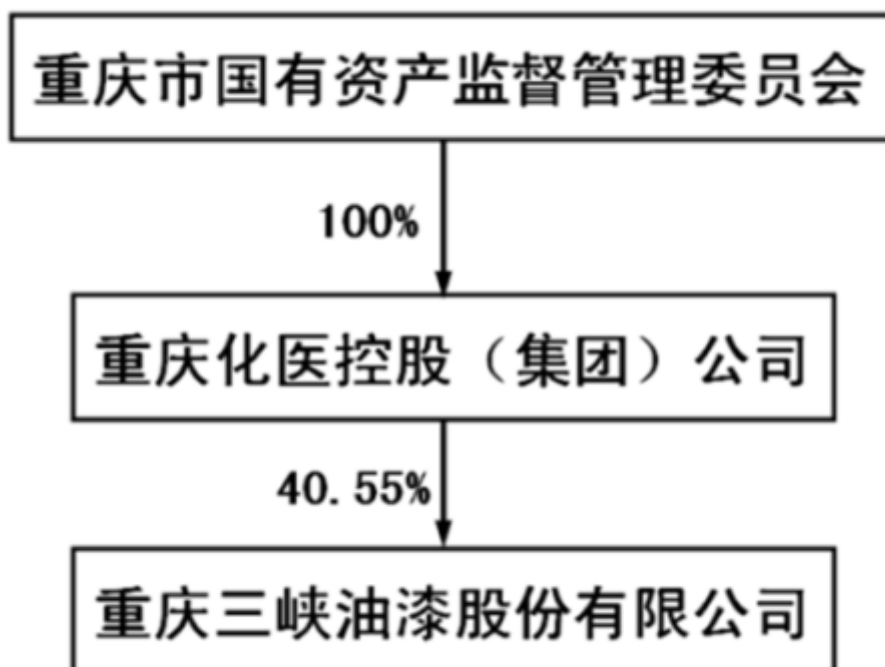 重庆市国有资产监督管理委员会
100%
重庆化医控股（集团）公司
40.55%
重庆三峡油漆股份有限公司